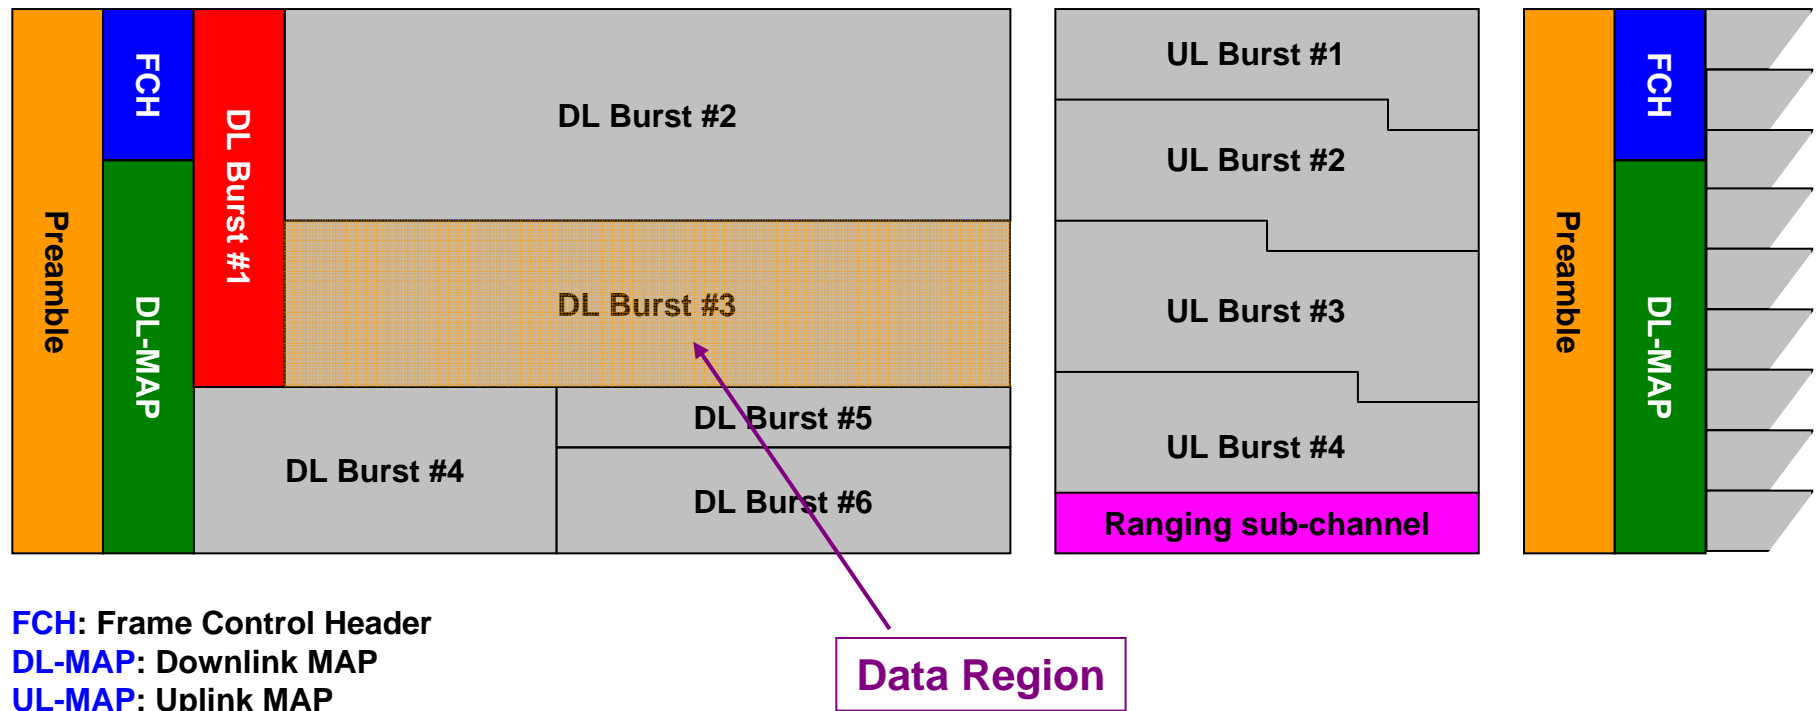 Preamble
FCH
DL-MAP
DL Burst #1
DL Burst #2
DL Burst #3
DL Burst #4
DL Burst #5
DL Burst #6
UL Burst #1
UL Burst #2
UL Burst #3
UL Burst #4
Ranging sub-channel
Preamble
FCH
DL-MAP
FCH: Frame Control Header
DL-MAP: Downlink MAP
UL-MAP: Uplink MAP
Data Region